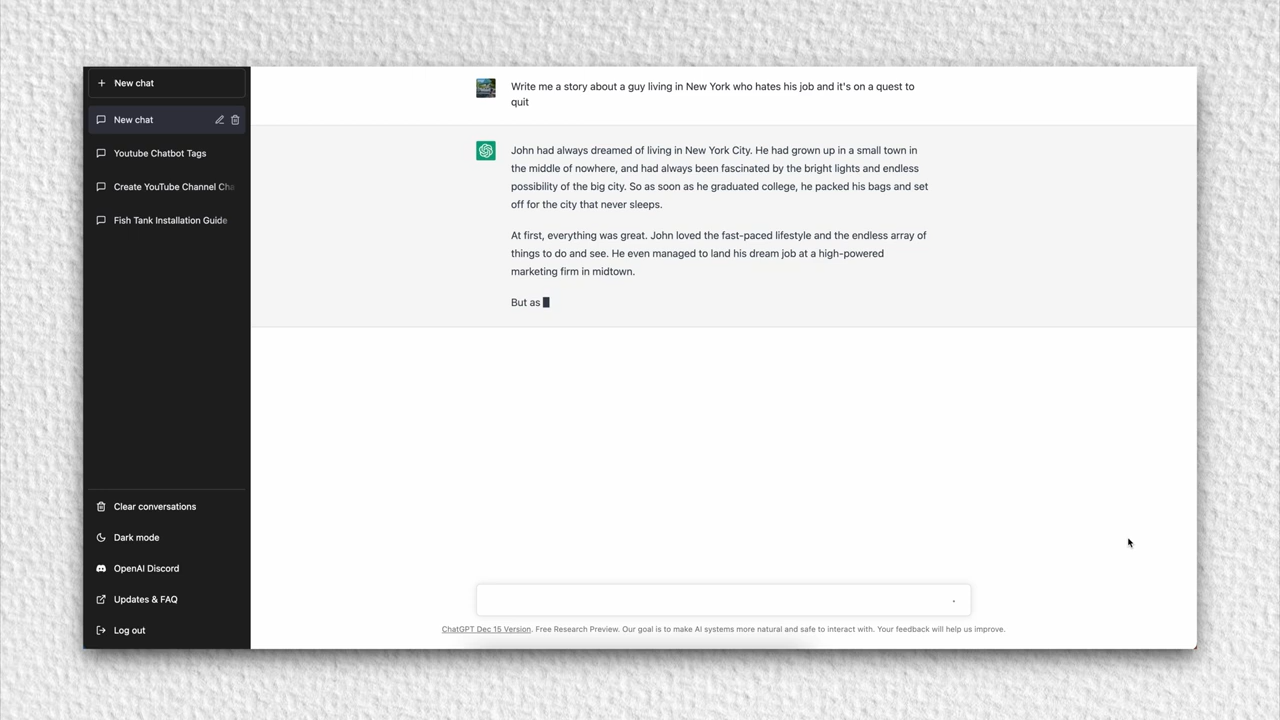 New chat
New chat
Youtube Chatbot Tags
Create YouTube Channel Cha
Fish Tank Installation Guide
Clear conversations
Dark mode
OpenAI Discord
Updates & FAQ
Log out
Write me a story about a guy living in New York who hates his job and it's on a quest to
quit
John had always dreamed of living in New York City. He had grown up in a small town in
the middle of nowhere, and had always been fascinated by the bright lights and endless
possibility of the big city. So as soon as he graduated college, he packed his bags and set
off for the city that never sleeps.
At first, everything was great. John loved the fast-paced lifestyle and the endless array of
things to do and see. He even managed to land his dream job at a high-powered
marketing firm in midtown.
But as
ChatGPT Dec 15 Version. Free Research Preview. Our goal is to make AI systems more natural and safe to interact with. Your feedback will help us improve.